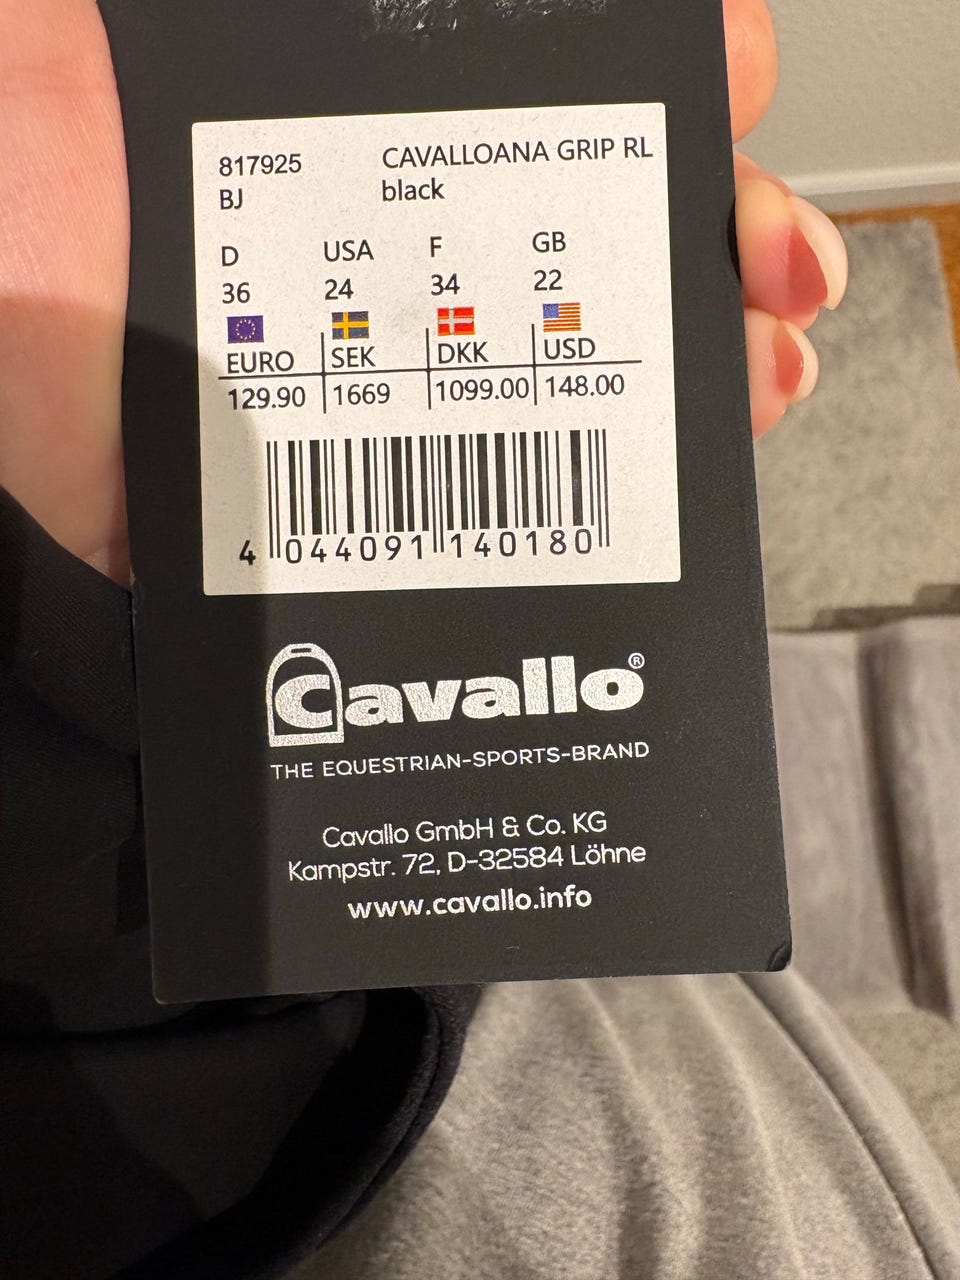 817925 CAVALLOANA GRIP RL
BJ black
D USA F GB
36 24 34 22
EURO SEK DKK USD
129.90 1669 1099.00 148.00
4 044091 140180
Cavallo®
THE EQUESTRIAN-SPORTS-BRAND
Cavallo GmbH & Co. KG
Kampstr. 72, D-32584 Löhne
www.cavallo.info